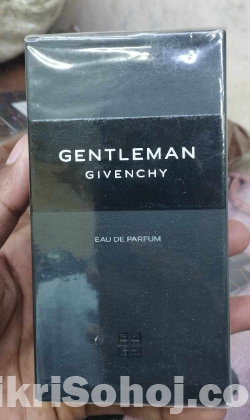 GENTLEMAN
GIVENCHY
EAU DE PARFUM
ikriSohoj.co